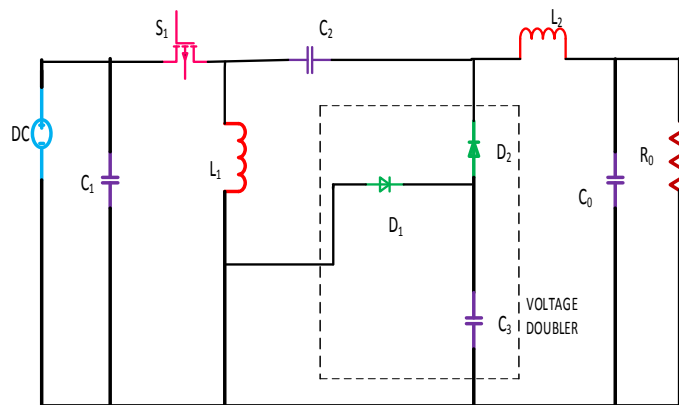 S₁
C₂
L₂
DC
C₁
L₁
D₂
D₁
C₀
R₀
C₃
VOLTAGE
DOUBLER